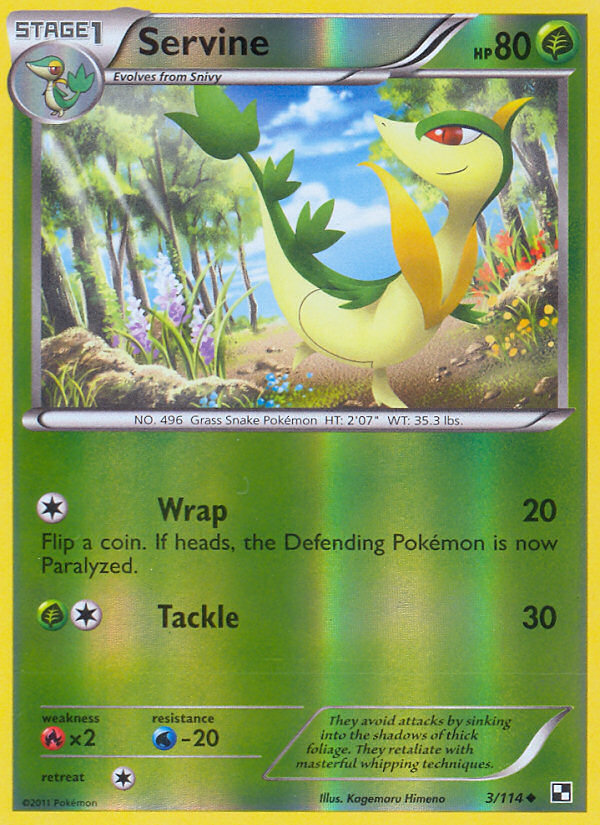 STAGE1
Servine
HP80
Evolves from Snivy
NO. 496 Grass Snake Pokémon HT: 2'07" WT: 35.3 lbs.
Wrap 20
Flip a coin. If heads, the Defending Pokémon is now
Paralyzed.
Tackle 30
weakness
×2
resistance
-20
retreat
They avoid attacks by sinking
into the shadows of thick
foliage. They retaliate with
masterful whipping techniques.
©2011 Pokémon
Illus. Kagemaru Himeno
3/114